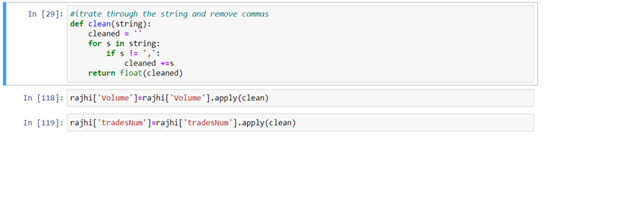 In [29]: #itrate through the string and remove commas
def clean(string):
    cleaned = ''
    for s in string:
        if s != ',':
            cleaned +=s
    return float(cleaned)
In [118]: rajhi['Volume']=rajhi['Volume'].apply(clean)
In [119]: rajhi['tradesNum']=rajhi['tradesNum'].apply(clean)